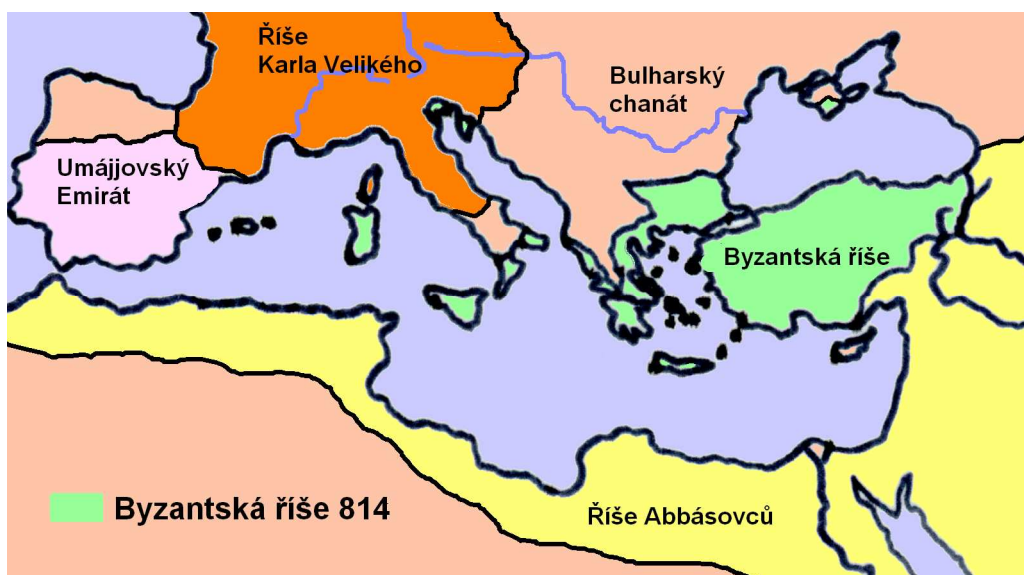 Říše
Karla Velikého
Bulharský
chanát
Umájjovský
Emirát
Byzantská říše
Byzantská říše 814
Říše Abbásovců